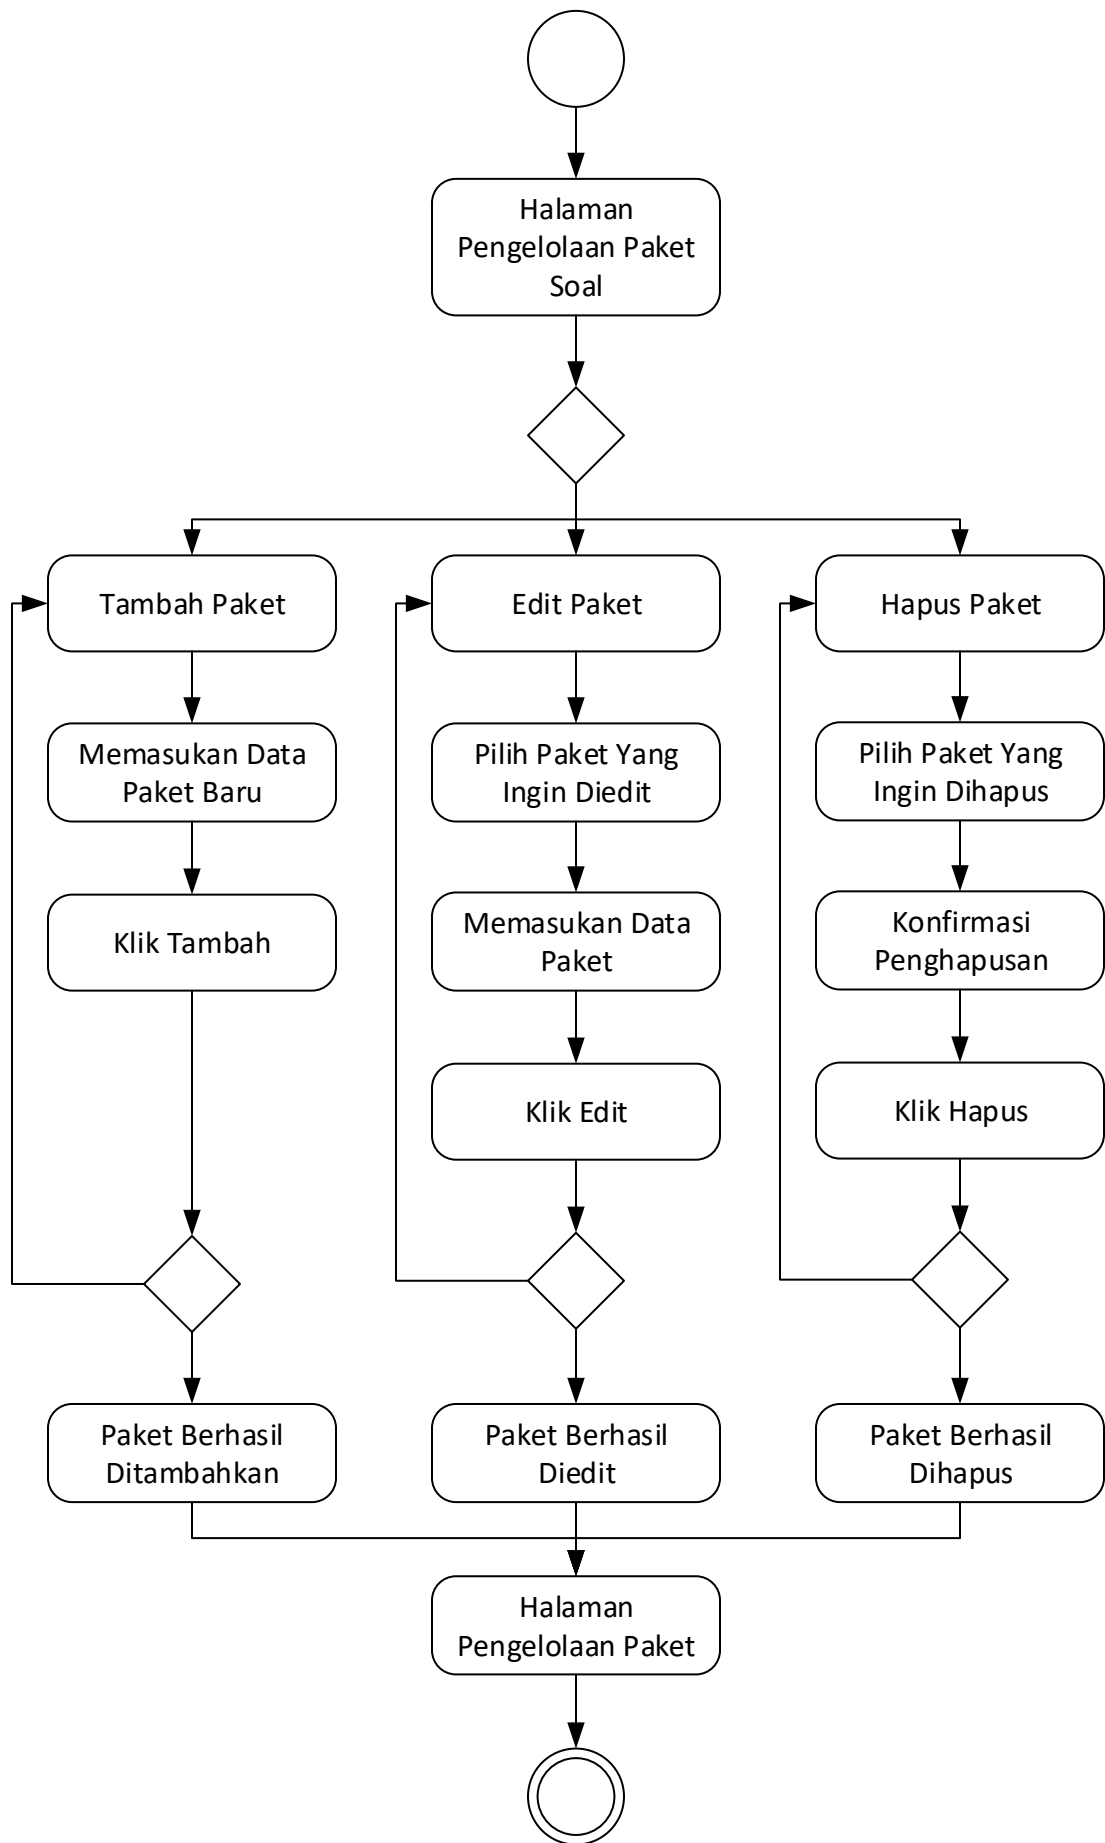 Halaman
Pengelolaan Paket
Soal
Tambah Paket
Edit Paket
Hapus Paket
Memasukan Data
Paket Baru
Pilih Paket Yang
Ingin Diedit
Pilih Paket Yang
Ingin Dihapus
Klik Tambah
Memasukan Data
Paket
Konfirmasi
Penghapusan
Klik Edit
Klik Hapus
Paket Berhasil
Ditambahkan
Paket Berhasil
Diedit
Paket Berhasil
Dihapus
Halaman
Pengelolaan Paket